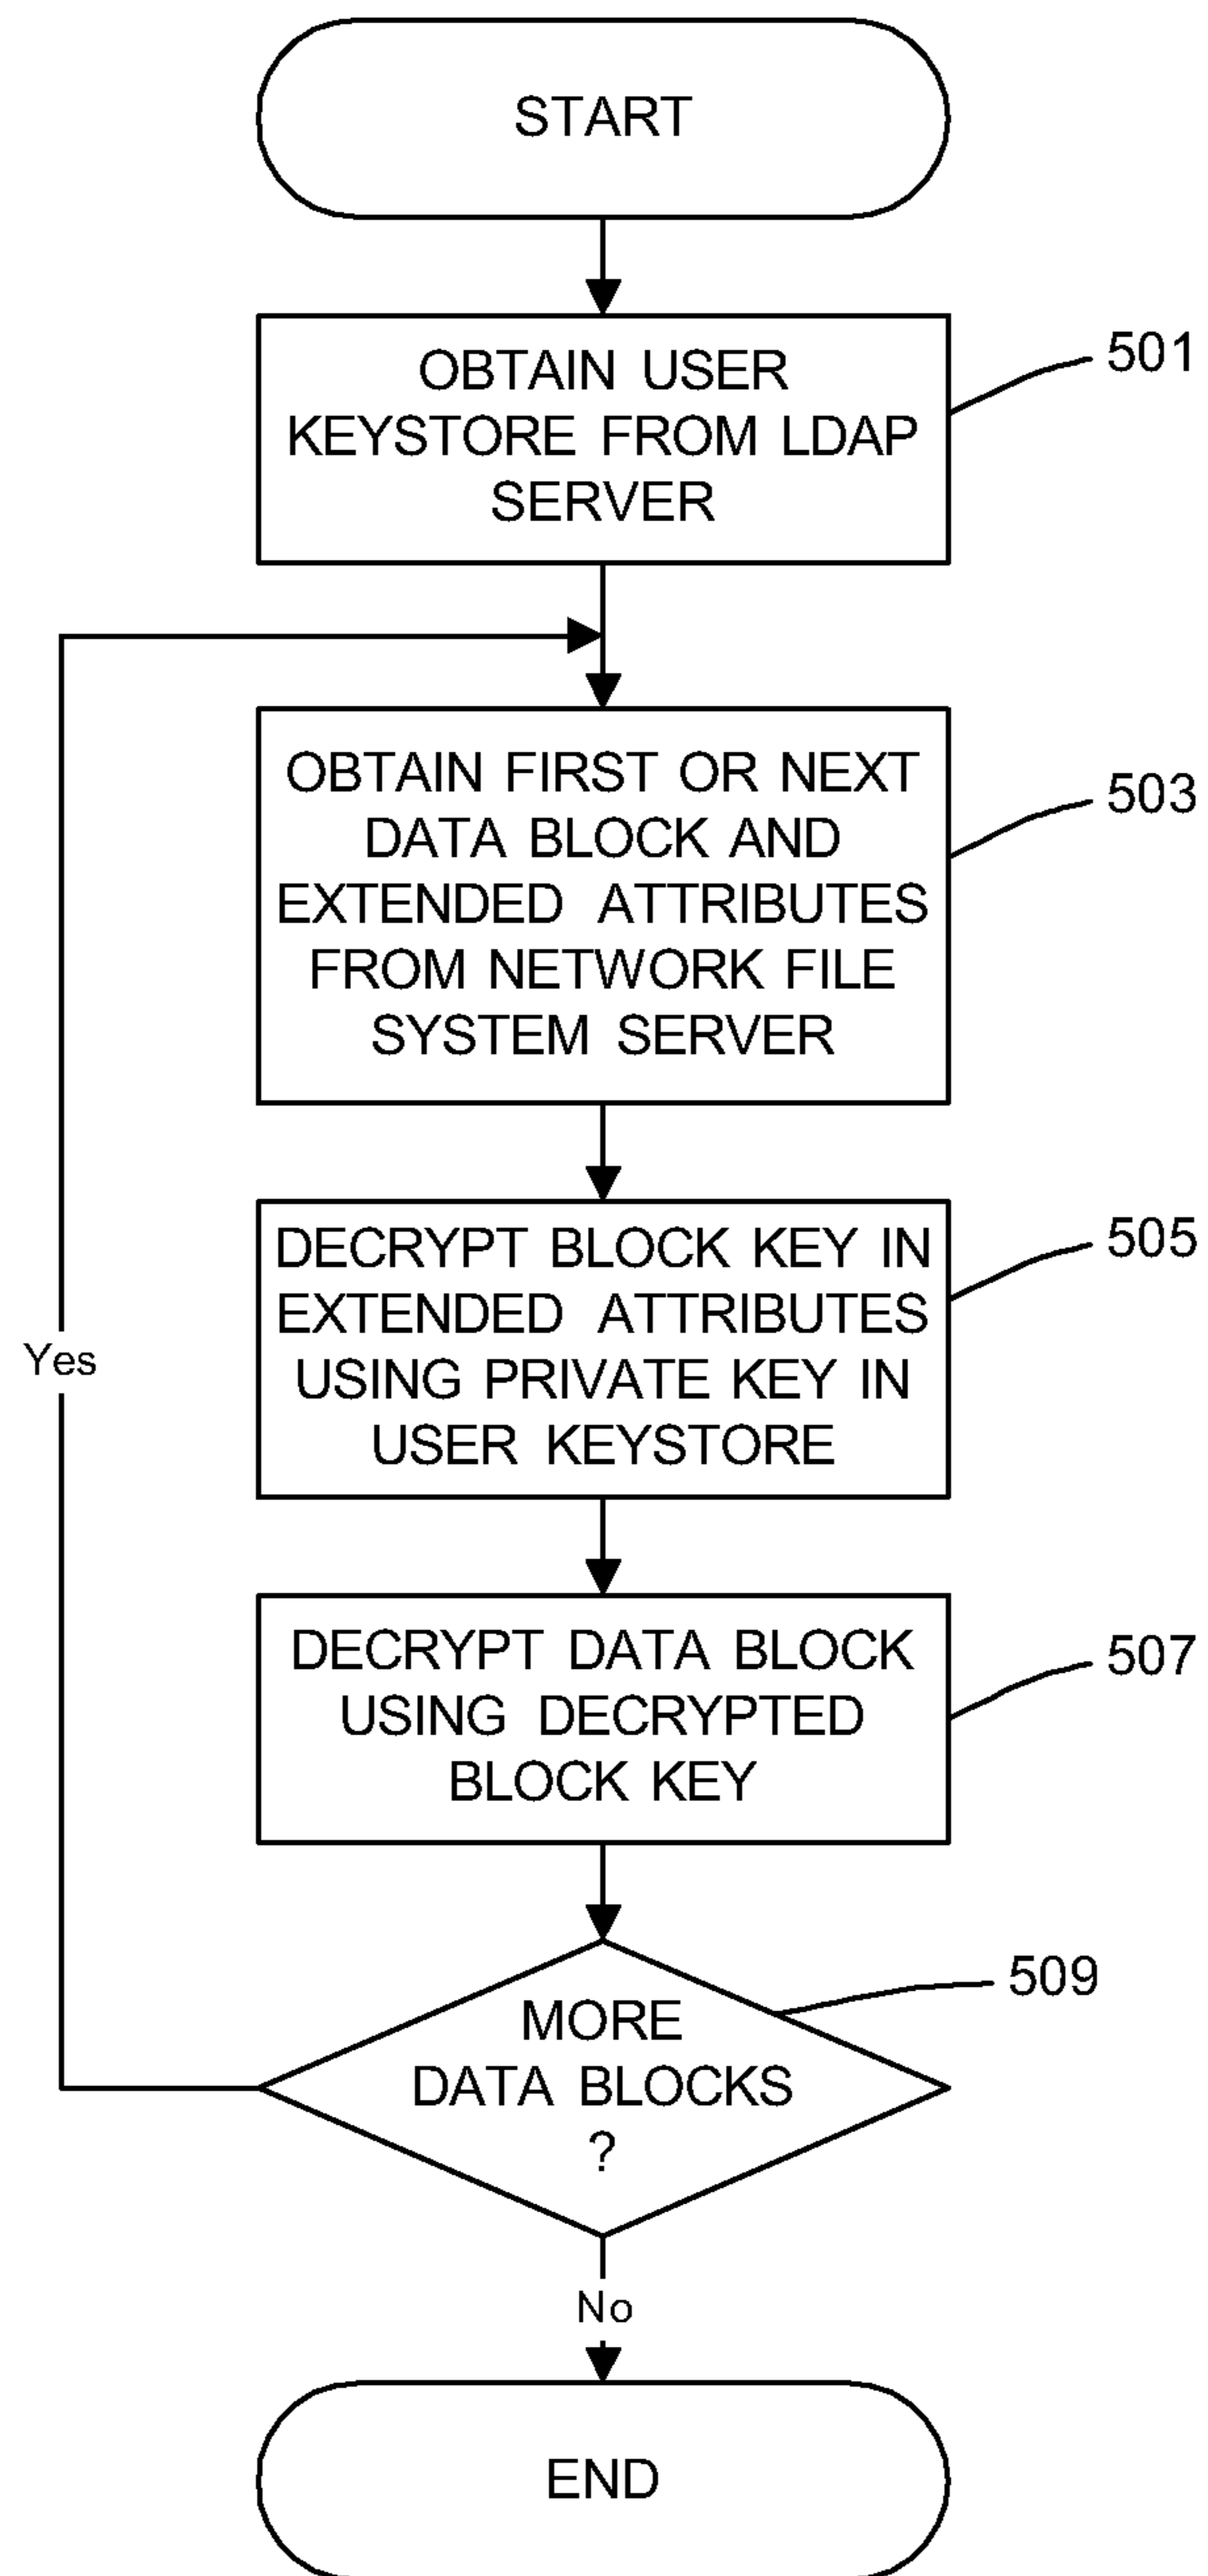 START
OBTAIN USER
KEYSTORE FROM LDAP
SERVER
501
OBTAIN FIRST OR NEXT
DATA BLOCK AND
EXTENDED ATTRIBUTES
FROM NETWORK FILE
SYSTEM SERVER
503
DECRYPT BLOCK KEY IN
EXTENDED ATTRIBUTES
USING PRIVATE KEY IN
USER KEYSTORE
505
Yes
DECRYPT DATA BLOCK
USING DECRYPTED
BLOCK KEY
507
MORE
DATA BLOCKS
?
509
No
END